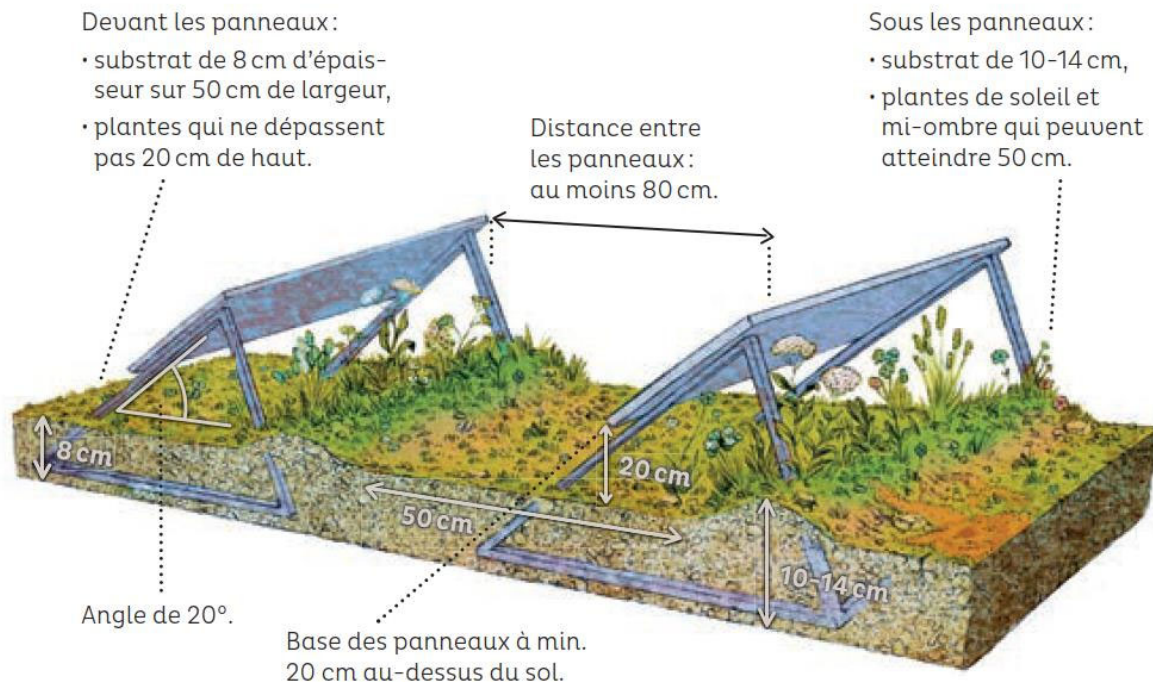 Devant les panneaux :
• substrat de 8 cm d'épais-
seur sur 50 cm de largeur,
• plantes qui ne dépassent
pas 20 cm de haut.
Distance entre
les panneaux :
au moins 80 cm.
Sous les panneaux :
• substrat de 10-14 cm,
• plantes de soleil et
mi-ombre qui peuvent
atteindre 50 cm.
8 cm
50 cm
20 cm
10-14 cm
Angle de 20°.
Base des panneaux à min.
20 cm au-dessus du sol.